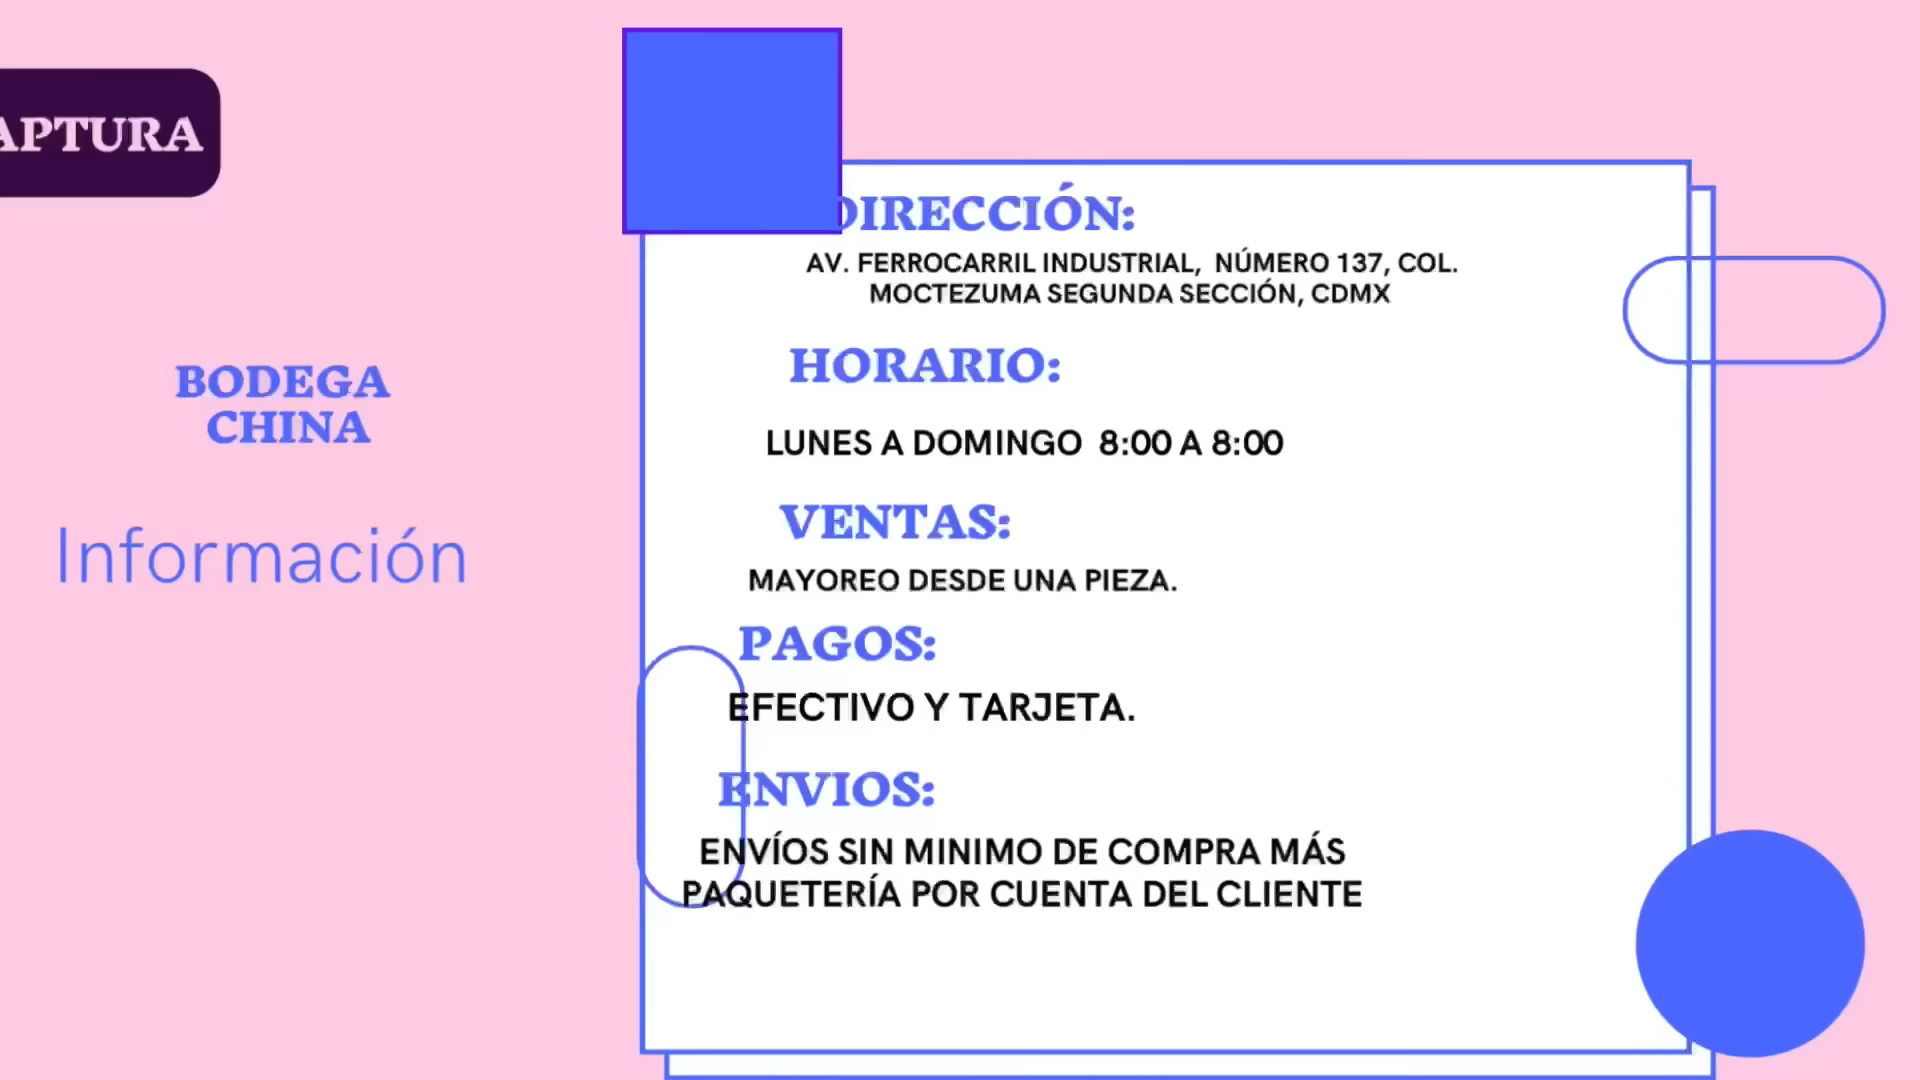 APTURA
BODEGA
CHINA
Información
DIRECCIÓN:
AV. FERROCARRIL INDUSTRIAL, NÚMERO 137, COL.
MOCTEZUMA SEGUNDA SECCIÓN, CDMX
HORARIO:
LUNES A DOMINGO 8:00 A 8:00
VENTAS:
MAYOREO DESDE UNA PIEZA.
PAGOS:
EFECTIVO Y TARJETA.
ENVIOS:
ENVÍOS SIN MINIMO DE COMPRA MÁS
PAQUETERÍA POR CUENTA DEL CLIENTE